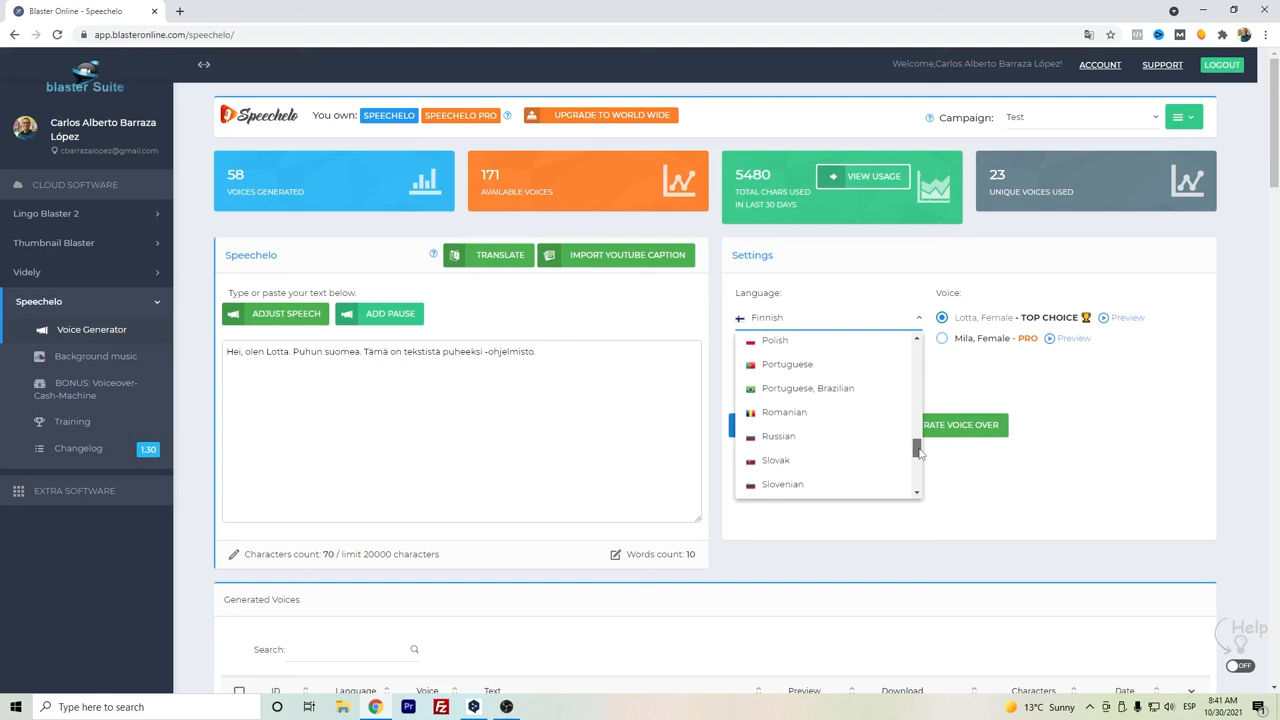 Blaster Online - Speechelo
app.blasteronline.com/speechelo/
blaster Suite
Welcome,Carlos Alberto Barraza López!
ACCOUNT
SUPPORT
LOGOUT
Carlos Alberto Barraza
López
cbarrazalopez@gmail.com
CLOUD SOFTWARE
Lingo Blaster 2
Thumbnail Blaster
Videly
Speechelo
Voice Generator
Background music
BONUS: Voiceover-
Cash-Machine
Training
Changelog
1.30
EXTRA SOFTWARE
Speechelo
You own:
SPEECHELO
SPEECHELO PRO
UPGRADE TO WORLD WIDE
Campaign:
Test
58
VOICES GENERATED
171
AVAILABLE VOICES
5480
TOTAL CHARS USED
IN LAST 30 DAYS
VIEW USAGE
23
UNIQUE VOICES USED
Speechelo
TRANSLATE
IMPORT YOUTUBE CAPTION
Type or paste your text below.
ADJUST SPEECH
ADD PAUSE
Hei, olen Lotta. Puhun suomea. Tämä on tekstistä puheeksi -ohjelmisto.
Characters count: 70 / limit 20000 characters
Words count: 10
Settings
Language:
Finnish
Polish
Portuguese
Portuguese, Brazilian
Romanian
Russian
Slovak
Slovenian
Voice:
Lotta, Female - TOP CHOICE
Preview
Mila, Female - PRO
Preview
RATE VOICE OVER
Generated Voices
Search:
ID
Language
Voice
Text
Preview
Download
Characters
Date
Help
OFF
Type here to search
13°C Sunny
ESP
8:41 AM
10/30/2021